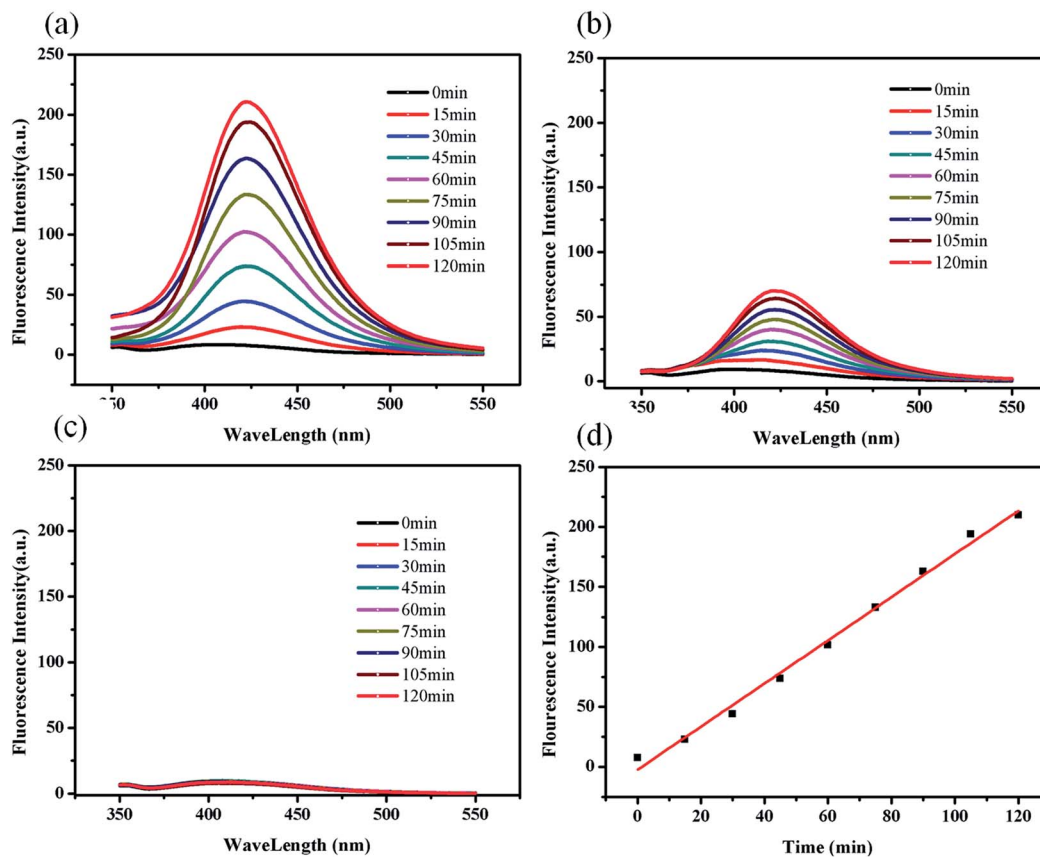 (a)
250
200
150
100
50
0
Fluorescence Intensity(a.u.)
0min
15min
30min
45min
60min
75min
90min
105min
120min
400
450
500
550
WaveLength (nm)
(b)
250
200
150
100
50
0
Fluorescence Intensity(a.u.)
0min
15min
30min
45min
60min
75min
90min
105min
120min
350
400
450
500
550
WaveLength (nm)
(c)
250
200
150
100
50
0
Fluorescence Intensity(a.u.)
0min
15min
30min
45min
60min
75min
90min
105min
120min
350
400
450
500
550
WaveLength (nm)
(d)
250
200
150
100
50
0
Flourescence Intensity(a.u.)
0
20
40
60
80
100
120
Time (min)